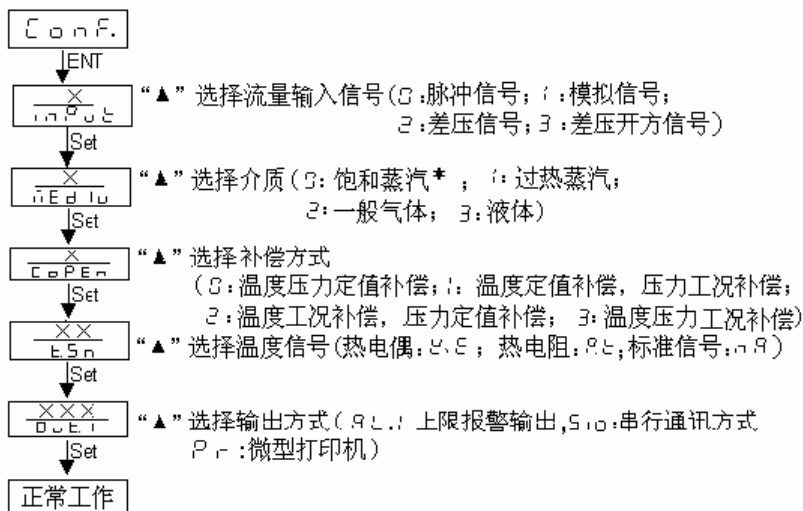 ConF.
ENT
X
inPut
“▲” 选择流量输入信号(0:脉冲信号; 1:模拟信号;
2:差压信号; 3:差压开方信号)
Set
X
mEdIu
“▲” 选择介质(0: 饱和蒸汽* ; 1: 过热蒸汽;
2: 一般气体; 3: 液体)
Set
X
CoPEn
“▲” 选择补偿方式
(0:温度压力定值补偿; 1: 温度定值补偿, 压力工况补偿;
2:温度工况补偿, 压力定值补偿; 3: 温度压力工况补偿)
Set
XX
t.Sn
“▲” 选择温度信号(热电偶: ; 热电阻: ;标准信号:mA)
Set
XXX
Out.1
“▲” 选择输出方式( AL.1 上限报警输出,Sio:串行通讯方式
Pr :微型打印机)
Set
正常工作